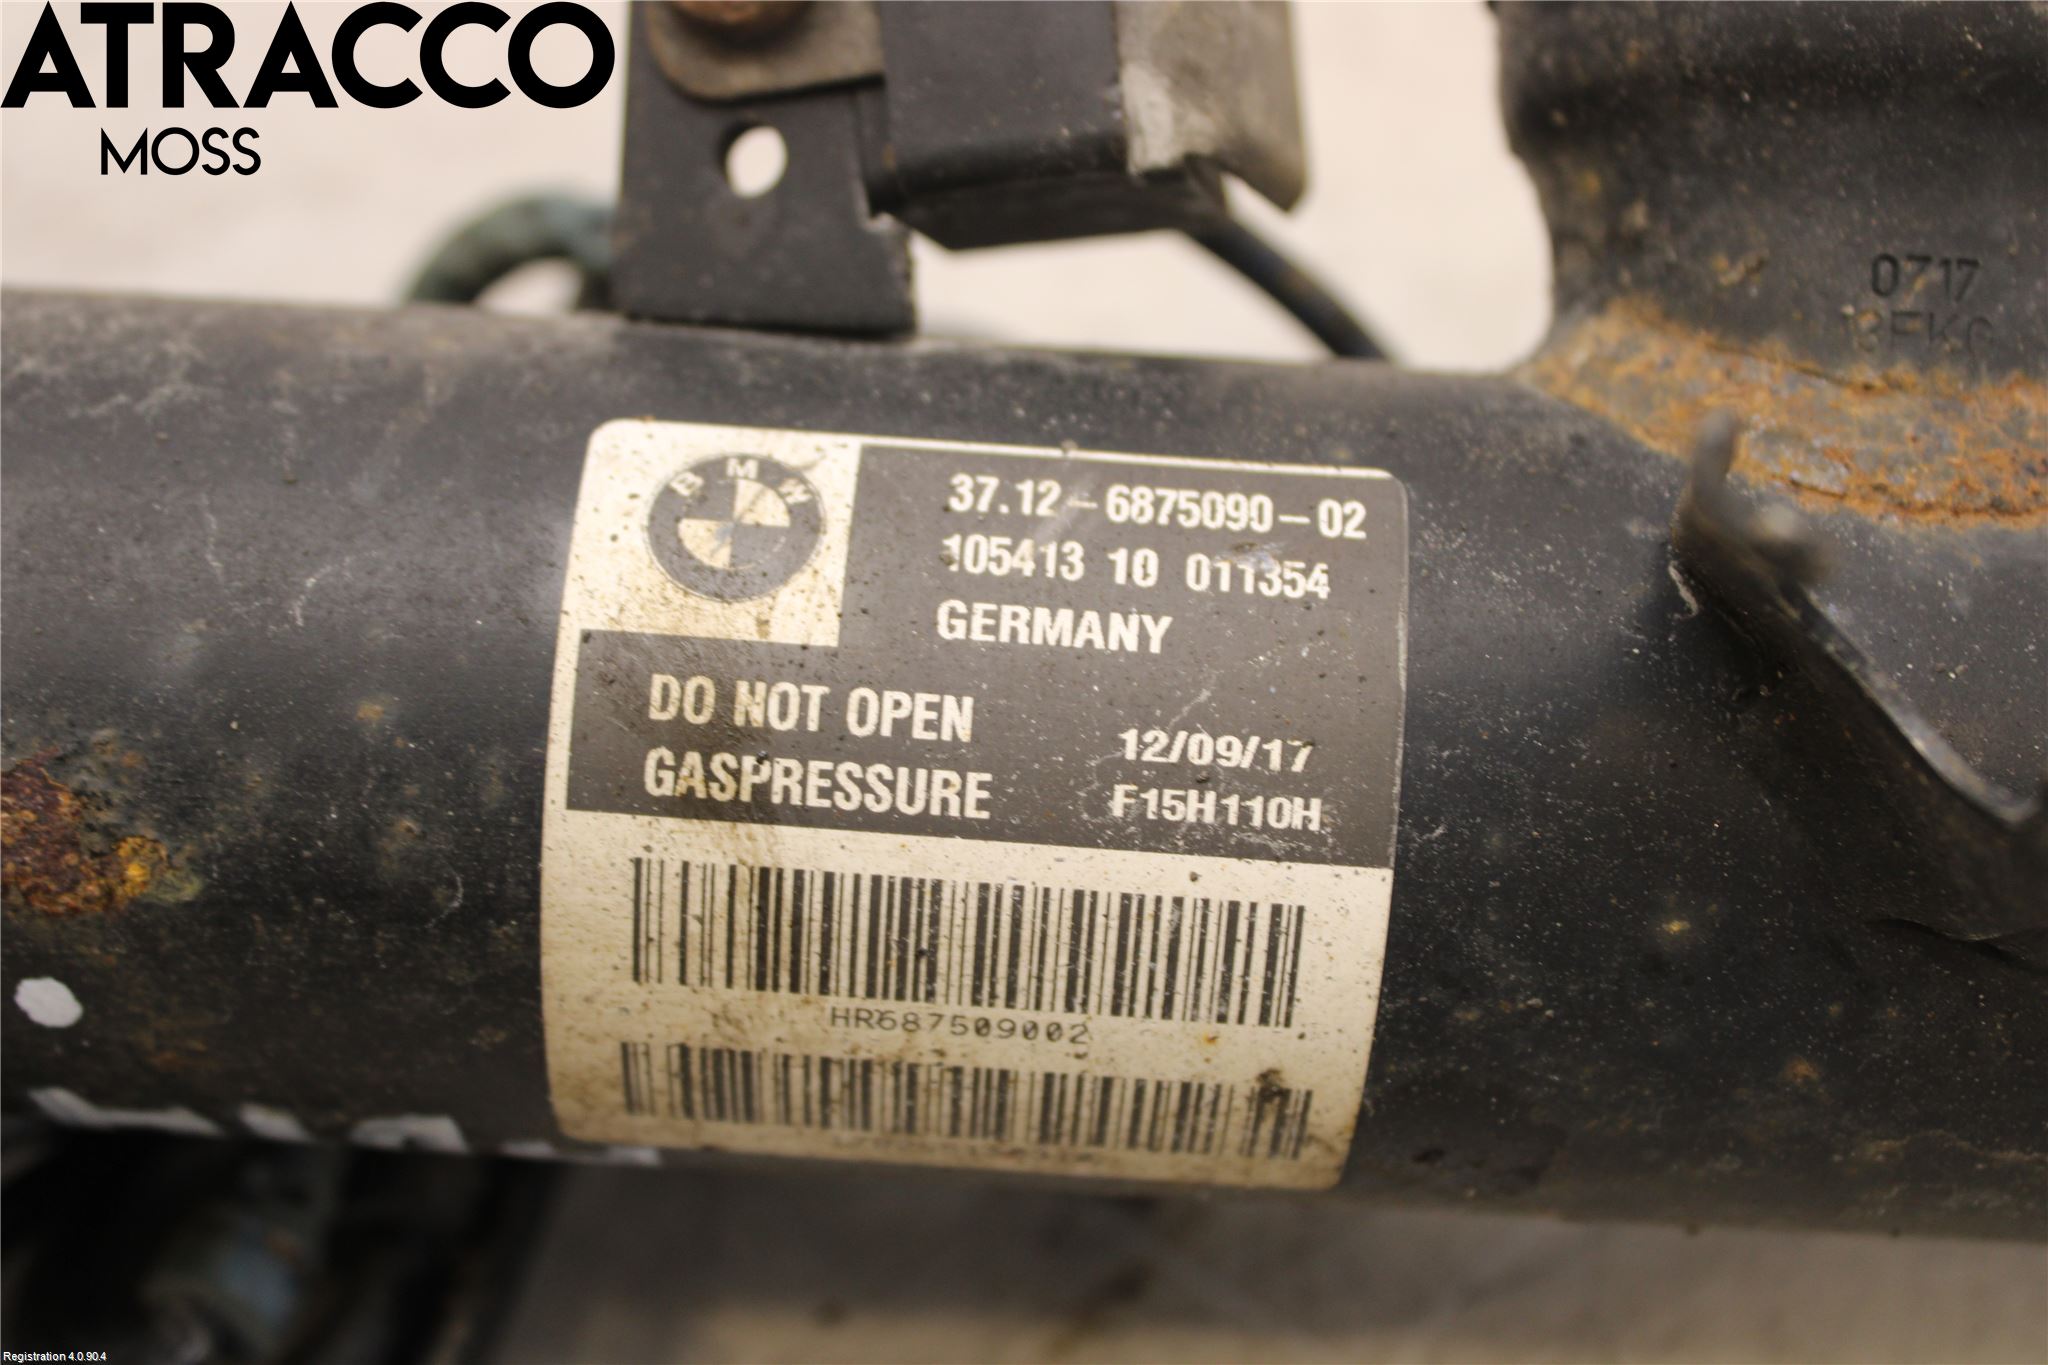 ATRACCO
MOSS
0717
BMW
37.12-6875090-02
105413 10 011354
GERMANY
DO NOT OPEN
GASPRESSURE
12/09/17
F15H110H
HR687509002
Registration 4.0.90.4